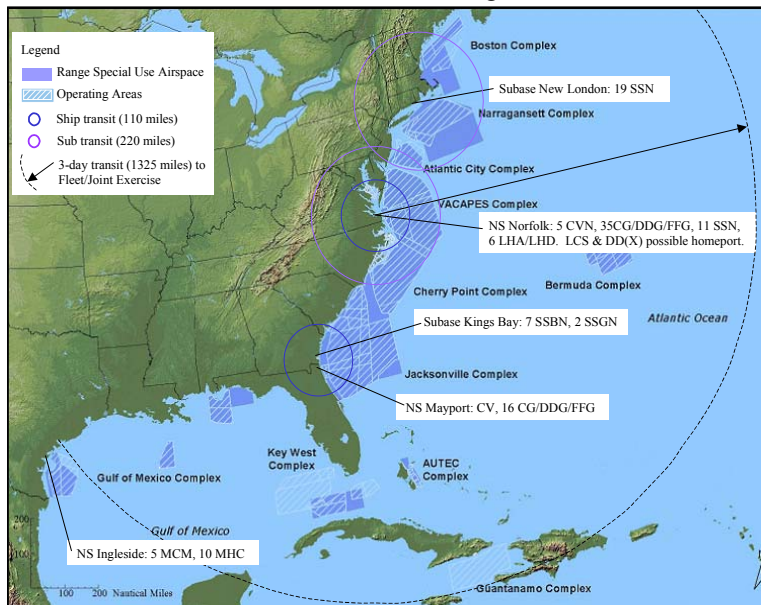 Boston Complex
Legend
Range Special Use Airspace
Operating Areas
Ship transit (110 miles)
Sub transit (220 miles)
3-day transit (1325 miles) to
Fleet/Joint Exercise
Subase New London: 19 SSN
Narragansett Complex
Atlantic City Complex
VACAPES Complex
NS Norfolk: 5 CVN, 35CG/DDG/FFG, 11 SSN,
6 LHA/LHD.  LCS & DD(X) possible homeport.
Cherry Point Complex
Bermuda Complex
Atlantic Ocean
Subase Kings Bay: 7 SSBN, 2 SSGN
Jacksonville Complex
NS Mayport: CV, 16 CG/DDG/FFG
Key West
Complex
AUTEC
Complex
Gulf of Mexico Complex
Gulf of Mexico
NS Ingleside: 5 MCM, 10 MHC
200
100
0
100 200 Nautical Miles
Guantanamo Complex